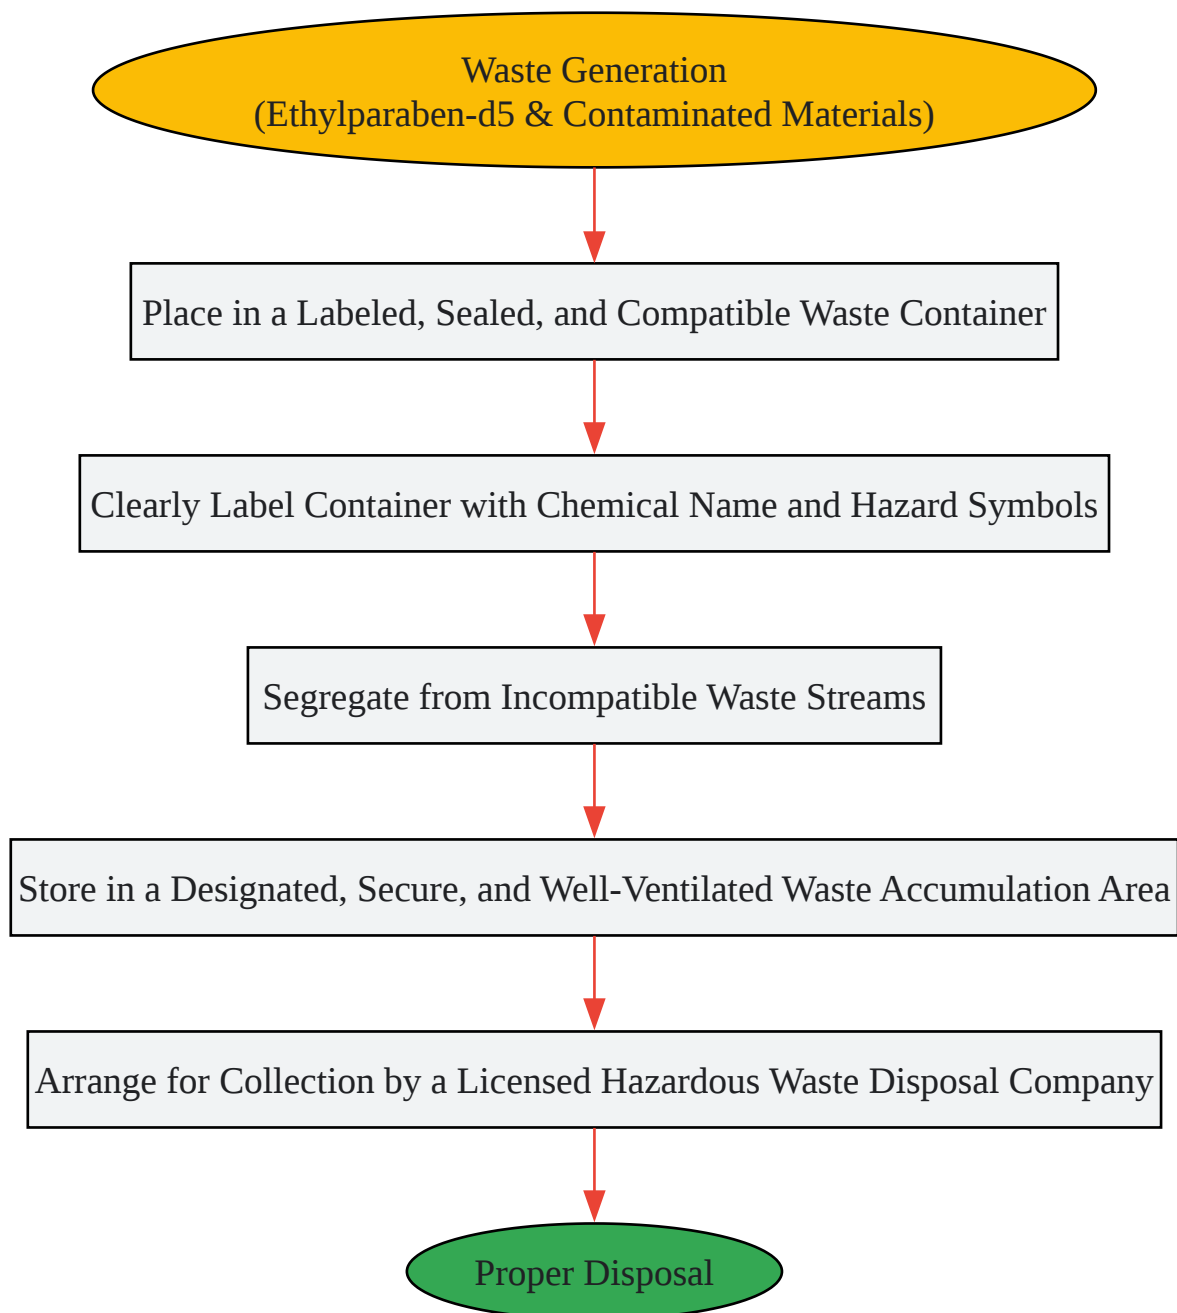 Waste Generation
(Ethylparaben-d5 & Contaminated Materials)
Place in a Labeled, Sealed, and Compatible Waste Container
Clearly Label Container with Chemical Name and Hazard Symbols
Segregate from Incompatible Waste Streams
Store in a Designated, Secure, and Well-Ventilated Waste Accumulation Area
Arrange for Collection by a Licensed Hazardous Waste Disposal Company
Proper Disposal